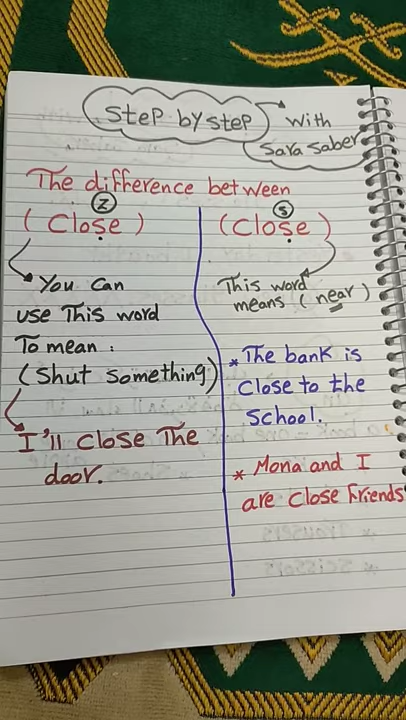 Step by step
With
Sara Saber
The difference between
(Close)
Z
You can
use This word
To mean :
(Shut something)
I'll close The
door.
(Close)
S
This word
means (near)
* The bank is
close to the
School.
* Mona and I
are close Friends
* Trousers
* Scissors